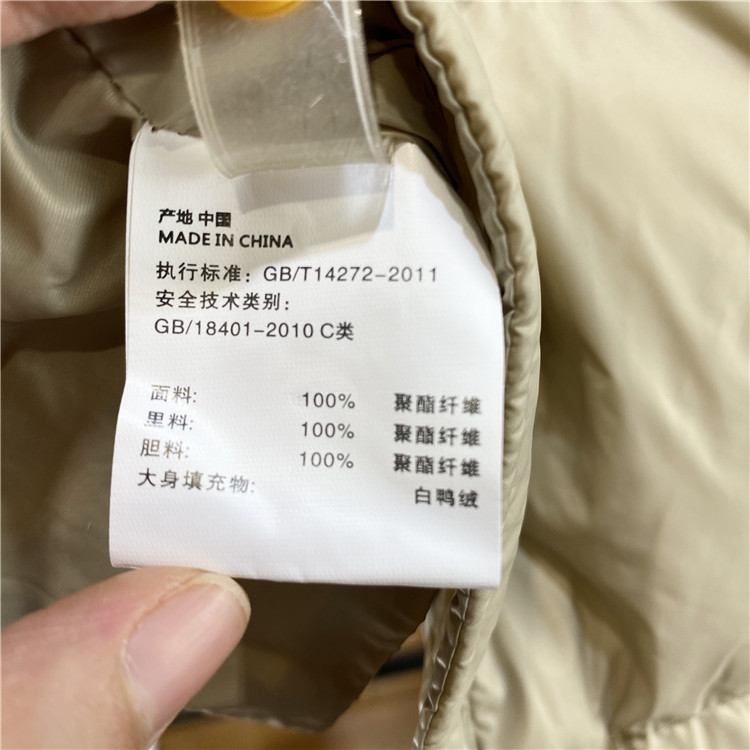 产地 中国
MADE IN CHINA
执行标准: GB/T14272-2011
安全技术类别:
GB/18401-2010 C类
面料: 100% 聚酯纤维
里料: 100% 聚酯纤维
胆料: 100% 聚酯纤维
大身填充物: 白鸭绒